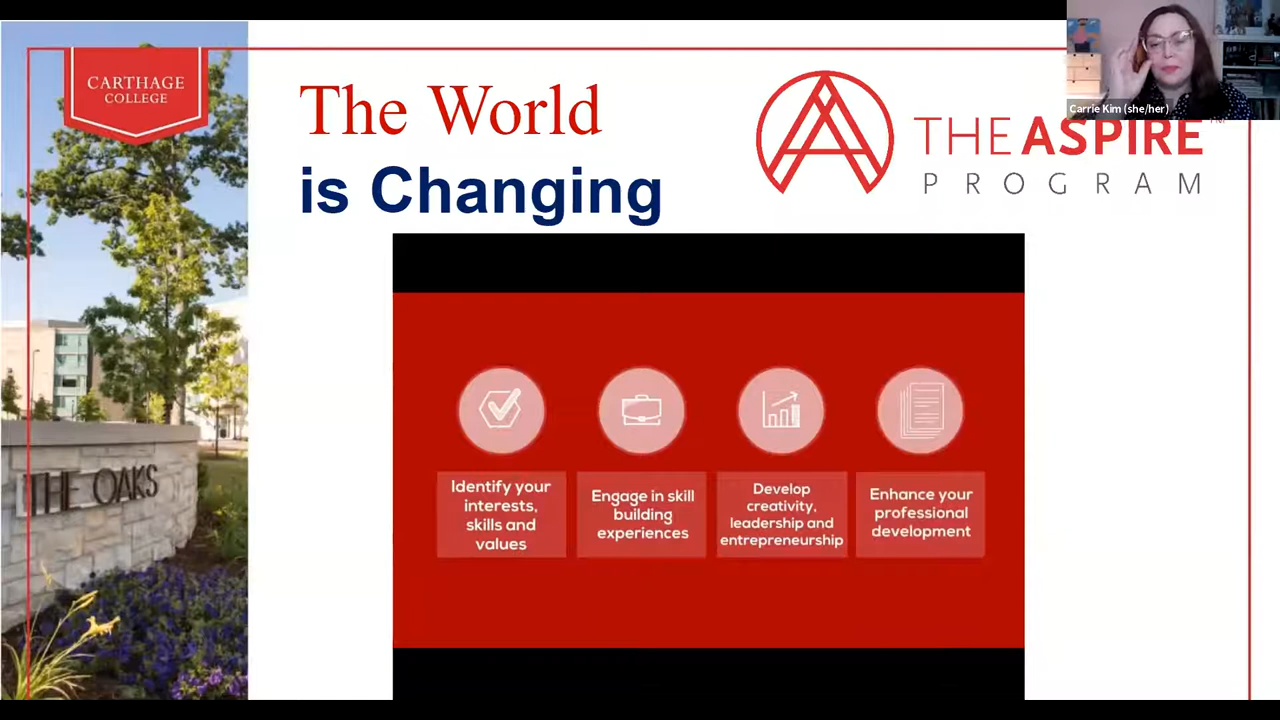 CARTHAGE
COLLEGE
The World
is Changing
THE ASPIRE™
PROGRAM
Carrie Kim (she/her)
THE OAKS
Identify your
interests,
skills and
values
Engage in skill
building
experiences
Develop
creativity,
leadership and
entrepreneurship
Enhance your
professional
development